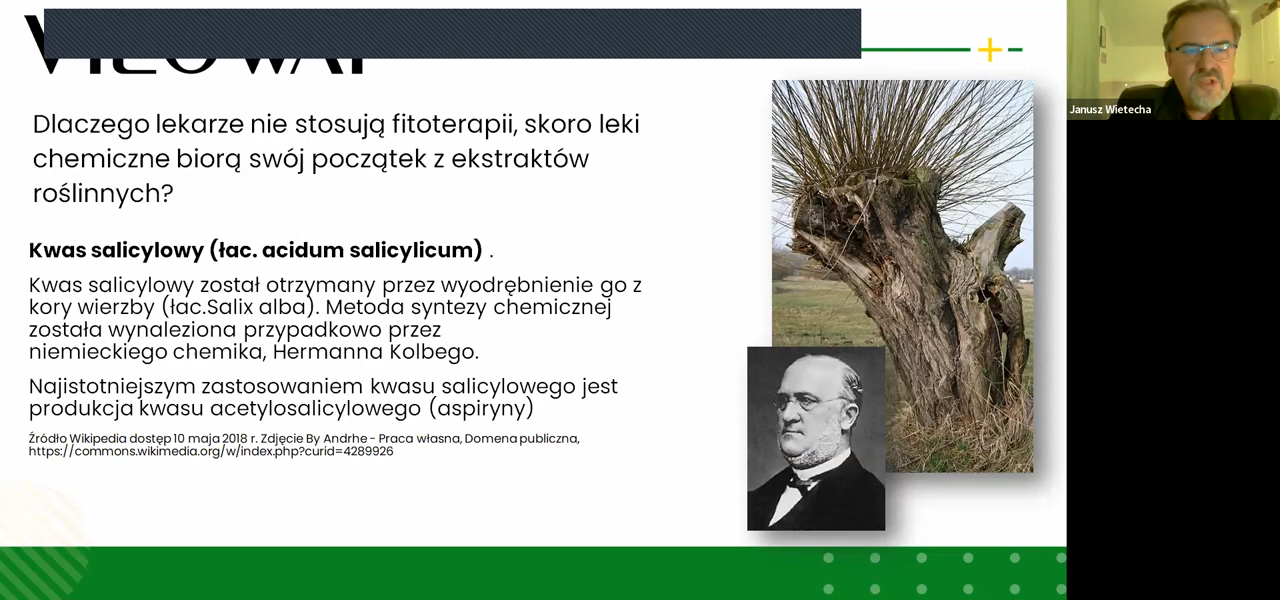 Dlaczego lekarze nie stosują fitoterapii, skoro leki
chemiczne biorą swój początek z ekstraktów
roślinnych?
Kwas salicylowy (łac. acidum salicylicum) .
Kwas salicylowy został otrzymany przez wyodrębnienie go z
kory wierzby (łac.Salix alba). Metoda syntezy chemicznej
została wynaleziona przypadkowo przez
niemieckiego chemika, Hermanna Kolbego.
Najistotniejszym zastosowaniem kwasu salicylowego jest
produkcja kwasu acetylosalicylowego (aspiryny)
Źródło Wikipedia dostęp 10 maja 2018 r. Zdjęcie By Andrhe - Praca własna, Domena publiczna,
https://commons.wikimedia.org/w/index.php?curid=4289926
Janusz Wietecha